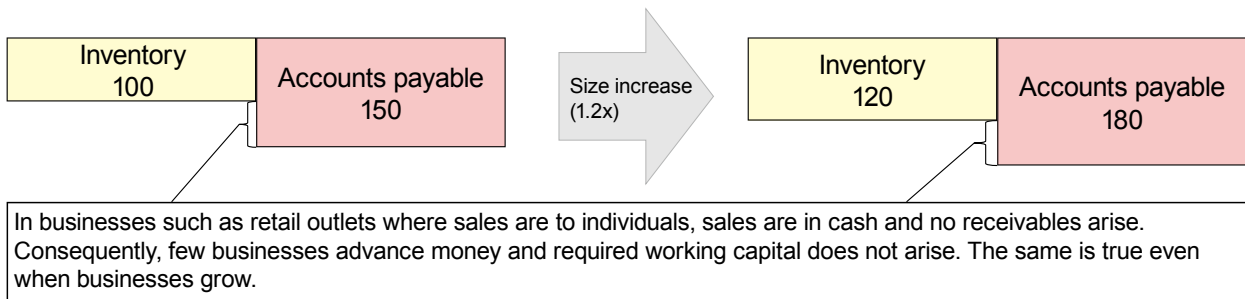 Inventory
100
Accounts payable
150
Size increase
(1.2x)
Inventory
120
Accounts payable
180
In businesses such as retail outlets where sales are to individuals, sales are in cash and no receivables arise.
Consequently, few businesses advance money and required working capital does not arise. The same is true even
when businesses grow.